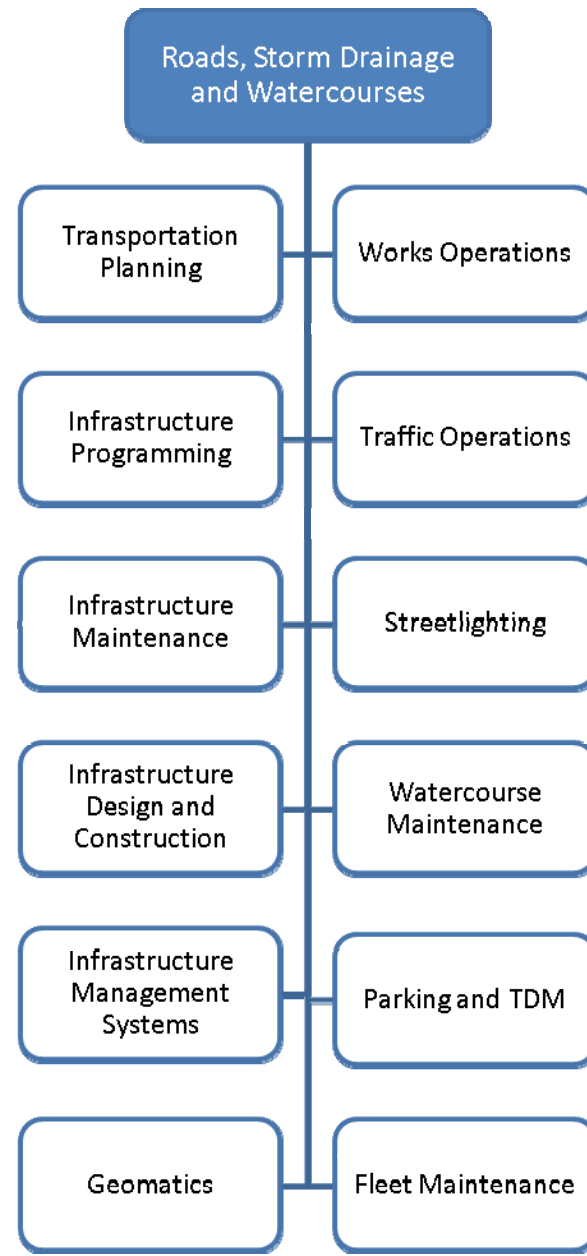 Roads, Storm Drainage
and Watercourses
Transportation
Planning
Works Operations
Infrastructure
Programming
Traffic Operations
Infrastructure
Maintenance
Streetlighting
Infrastructure
Design and
Construction
Watercourse
Maintenance
Infrastructure
Management
Systems
Parking and TDM
Geomatics
Fleet Maintenance